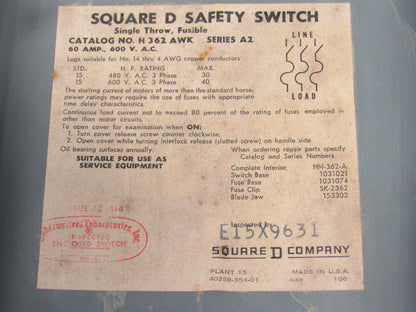 SQUARE D SAFETY SWITCH
Single Throw, Fusible
CATALOG NO. H 362 AWK SERIES A2
60 AMP., 600 V. A.C.
LINE
LOAD
Lugs suitable for No. 14 thru 4 AWG copper conductors
STD. H. P. RATING MAX.
15 480 V. A.C. 3 Phase 30
15 600 V. A.C. 3 Phase 40
The starting current of motors of more than the standard horse-
power rating may require the use of fuses with appropriate
time delay characteristics.
Continuous load current not to exceed 80 percent of the rating of fuses employed in
other than motor circuits.
To open cover for examination when ON:
1. Turn cover release screw counter clockwise.
2. Open cover while turning interlock release (slotted screw) on handle side.
Oil bearing surfaces annually.
SUITABLE FOR USE AS
SERVICE EQUIPMENT
When ordering repair parts specify
Catalog and Series Numbers.
Complete Interior HN-362-A
Switch Base 1031021
Fuse Base 1031074
Fuse Clip SK-2362
Blade Jaw 153302
Underwriters Laboratories, Inc.
INSPECTED
ENCLOSED SWITCH
Inspected by
E15X9631
SQUARE D COMPANY
PLANT 15 MADE IN U.S.A.
40258-354-01 106